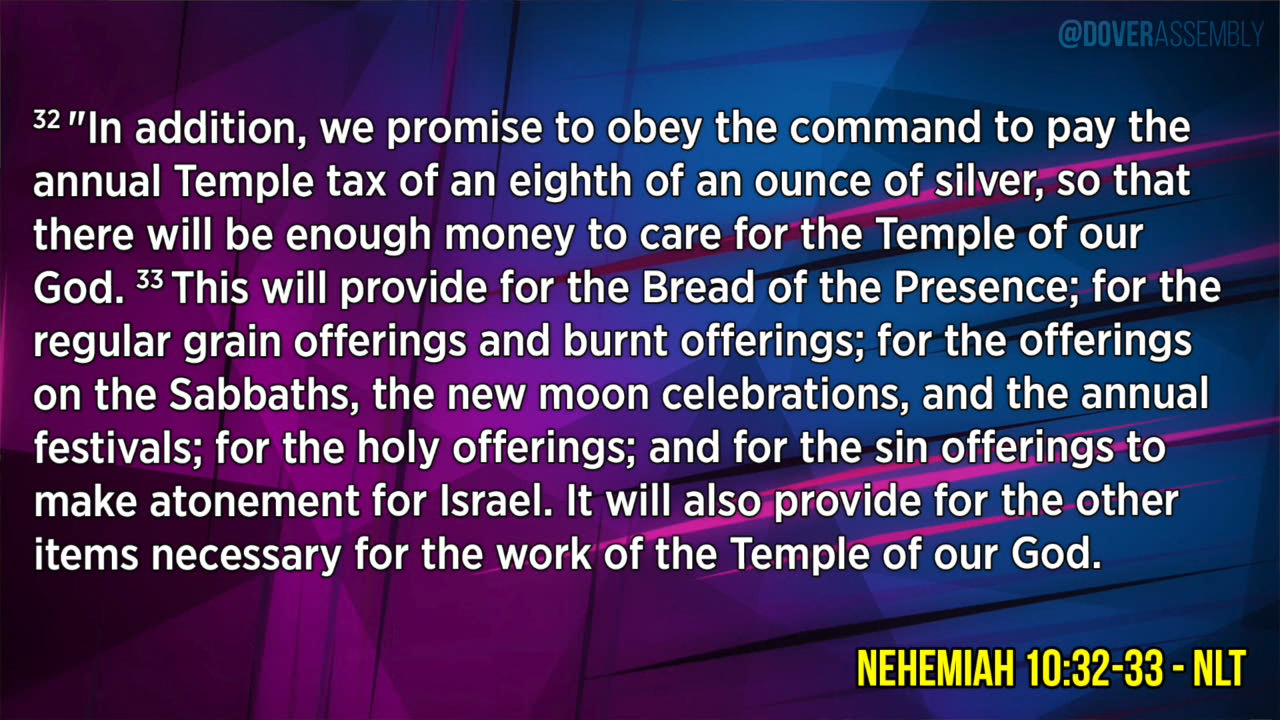 @DOVERASSEMBLY
32 "In addition, we promise to obey the command to pay the
annual Temple tax of an eighth of an ounce of silver, so that
there will be enough money to care for the Temple of our
God. 33 This will provide for the Bread of the Presence; for the
regular grain offerings and burnt offerings; for the offerings
on the Sabbaths, the new moon celebrations, and the annual
festivals; for the holy offerings; and for the sin offerings to
make atonement for Israel. It will also provide for the other
items necessary for the work of the Temple of our God.
NEHEMIAH 10:32-33 - NLT